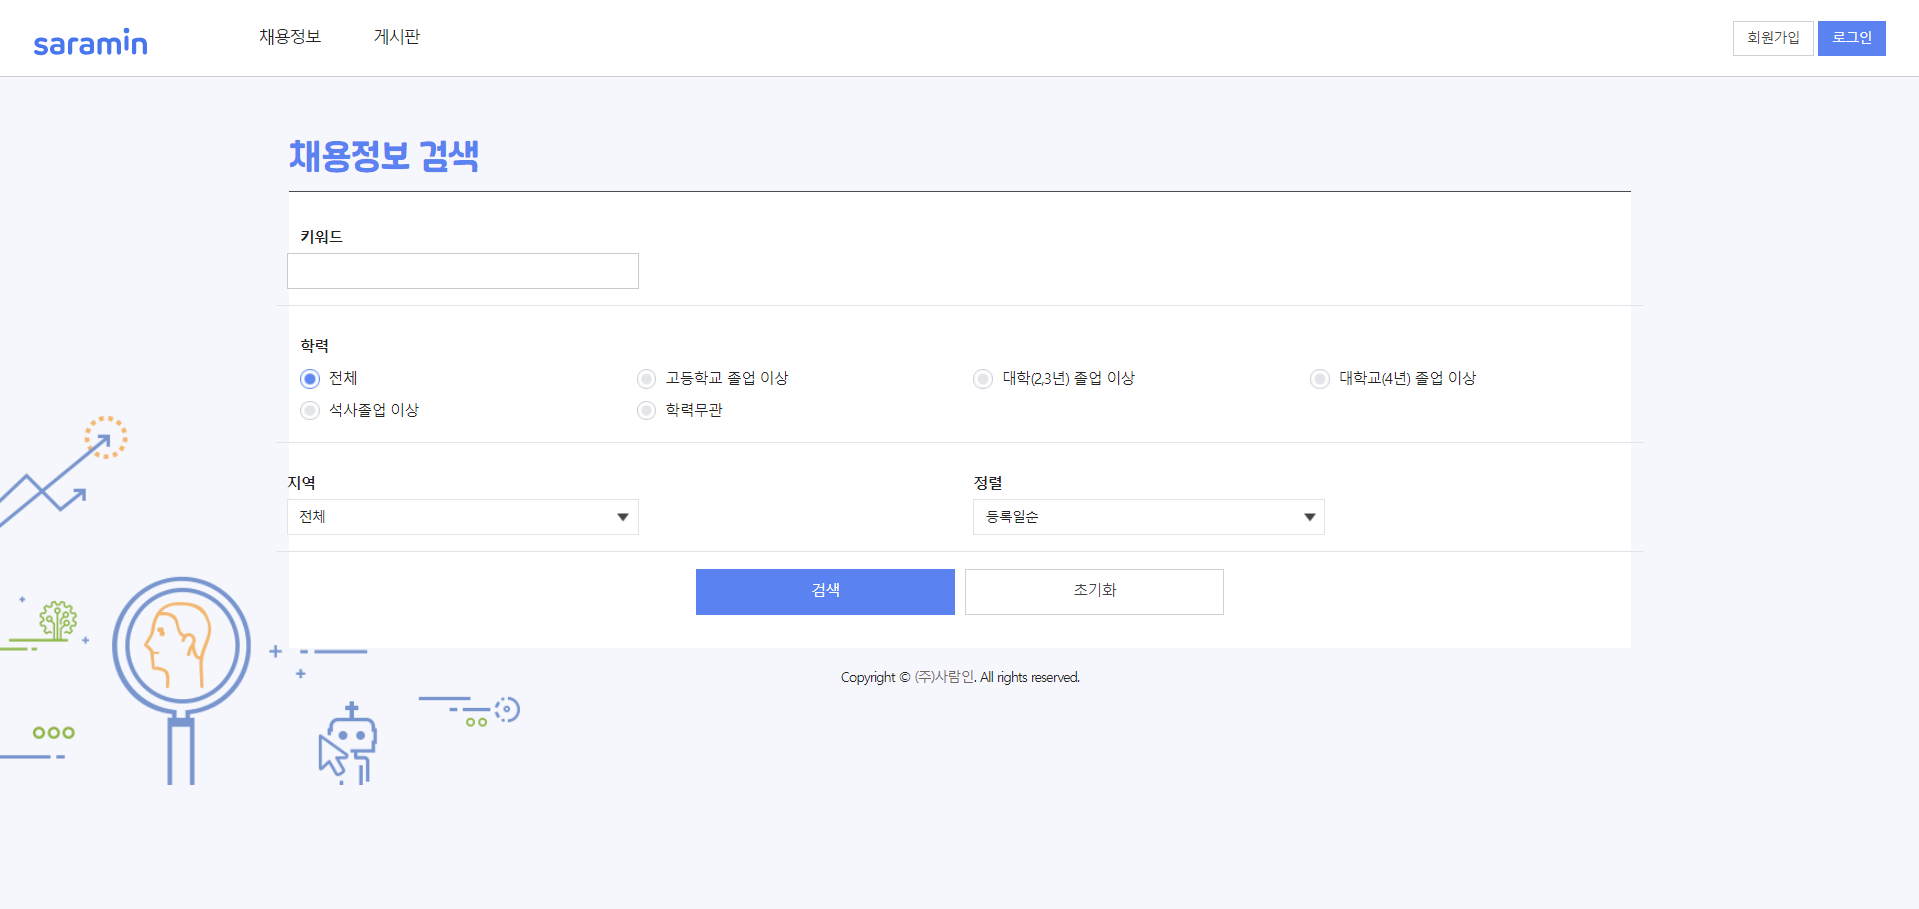 saramin 채용정보 게시판 회원가입 로그인
채용정보 검색
키워드
학력
전체 고등학교 졸업 이상 대학(2,3년) 졸업 이상 대학교(4년) 졸업 이상
석사졸업 이상 학력무관
지역 정렬
전체 등록일순
검색 초기화
Copyright © (주)사람인. All rights reserved.